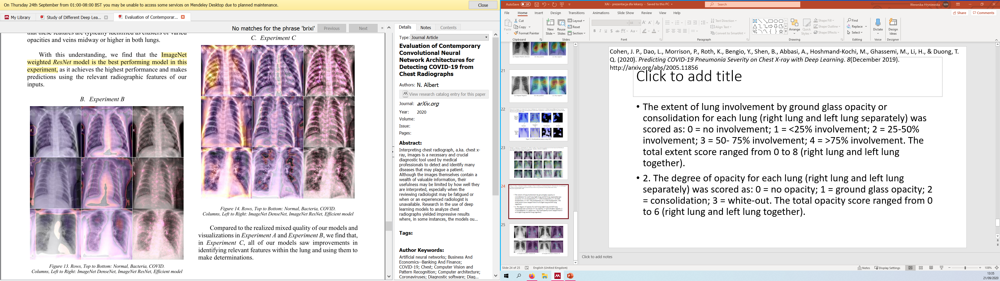 On Thursday 24th September from 01:00-08:00 BST you may be unable to access some services on Mendeley Desktop due to planned maintenance.
Close
My Library
Study of Different Deep Lea...
Evaluation of Contemporar...
No matches for the phrase 'brixi'
Previous
Next
that these features are typically identified as clusters of varied
opacities and veins midway or higher in both lungs.
With this understanding, we find that the ImageNet
weighted ResNet model is the best performing model in this
experiment, as it achieves the highest performance and makes
predictions using the relevant radiographic features of our
inputs.
B. Experiment B
Figure 13. Rows, Top to Bottom: Normal, Bacteria, COVID.
Columns, Left to Right: ImageNet DenseNet, ImageNet ResNet, Efficient model
C. Experiment C
Figure 14. Rows, Top to Bottom: Normal, Bacteria, COVID.
Columns, Left to Right: ImageNet DenseNet, ImageNet ResNet, Efficient model
Compared to the realized mixed quality of our models and
visualizations in Experiment A and Experiment B, we find that,
in Experiment C, all of our models saw improvements in
identifying relevant features within the lung and using them to
make determinations.
Details
Notes
Contents
Type: Journal Article
Evaluation of Contemporary
Convolutional Neural
Network Architectures for
Detecting COVID-19 from
Chest Radiographs
Authors: N. Albert
View research catalog entry for this paper
Journal: arXiv.org
Year: 2020
Volume:
Issue:
Pages:
Abstract:
Interpreting chest radiograph, a.ka. chest x-
ray, images is a necessary and crucial
diagnostic tool used by medical
professionals to detect and identify many
diseases that may plague a patient.
Although the images themselves contain a
wealth of valuable information, their
usefulness may be limited by how well they
are interpreted, especially when the
reviewing radiologist may be fatigued or
when or an experienced radiologist is
unavailable. Research in the use of deep
learning models to analyze chest
radiographs yielded impressive results
where, in some instances, the models ou...
Tags:
Author Keywords:
Artificial neural networks; Business And
Economics--Banking And Finance;
COVID-19; Chest; Computer Vision and
Pattern Recognition; Computer architecture;
Coronaviruses; Diagnostic software; Diag...
AutoSave Off
XAI - prezentacja dla lekarzy - Saved to this PC
Search
Weronika Hryniewska WH
File Home Insert Design Transitions Animations Slide Show Review View Help
Share
Comments
Paste
Cut
Copy
Format Painter
Clipboard
New Slide
Reuse Slides
Layout
Reset
Section
Slides
44
Font
Text Direction
Align Text
Convert to SmartArt
Paragraph
Arrange
Quick Styles
Shape Fill
Shape Outline
Shape Effects
Drawing
Find
Replace
Select
Editing
Dictate
Voice
Design Ideas
Designer
21
22
23
24
25
Cohen, J. P., Dao, L., Morrison, P., Roth, K., Bengio, Y., Shen, B., Abbasi, A., Hoshmand-Kochi, M., Ghassemi, M., Li, H., & Duong, T.
Q. (2020). Predicting COVID-19 Pneumonia Severity on Chest X-ray with Deep Learning. 8(December 2019).
http://arxiv.org/abs/2005.11856
Click to add title
• The extent of lung involvement by ground glass opacity or
consolidation for each lung (right lung and left lung separately) was
scored as: 0 = no involvement; 1 = <25% involvement; 2 = 25-50%
involvement; 3 = 50- 75% involvement; 4 = >75% involvement. The
total extent score ranged from 0 to 8 (right lung and left lung
together).
• 2. The degree of opacity for each lung (right lung and left lung
separately) was scored as: 0 = no opacity; 1 = ground glass opacity; 2
= consolidation; 3 = white-out. The total opacity score ranged from 0
to 6 (right lung and left lung together).
Click to add notes
Slide 24 of 25
English (United Kingdom)
Notes
Display Settings
108%
13:35
21/09/2020